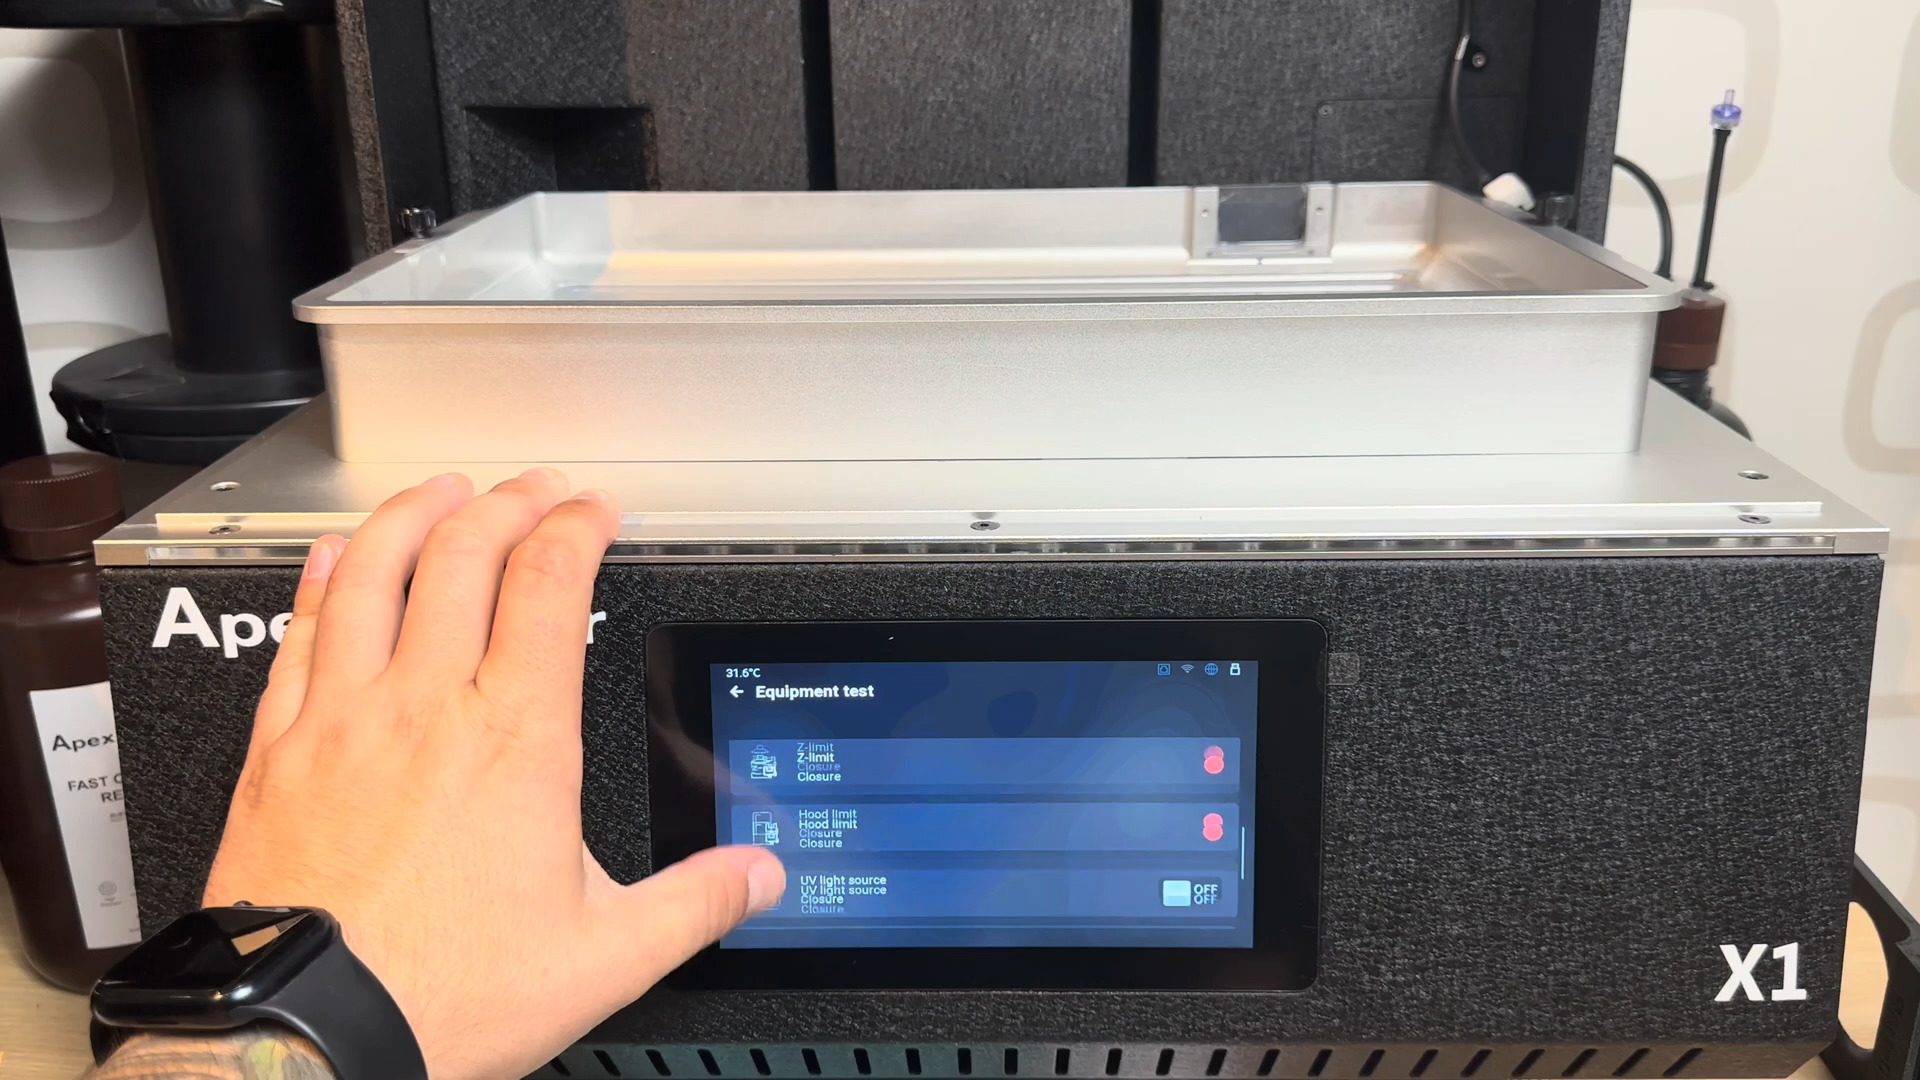 Ape
r
31.6°C
Equipment test
Z-limit
Z-limit
Closure
Closure
Hood limit
Hood limit
Closure
Closure
UV light source
UV light source
Closure
Closure
OFF
OFF
Apex
FAST
RE
X1